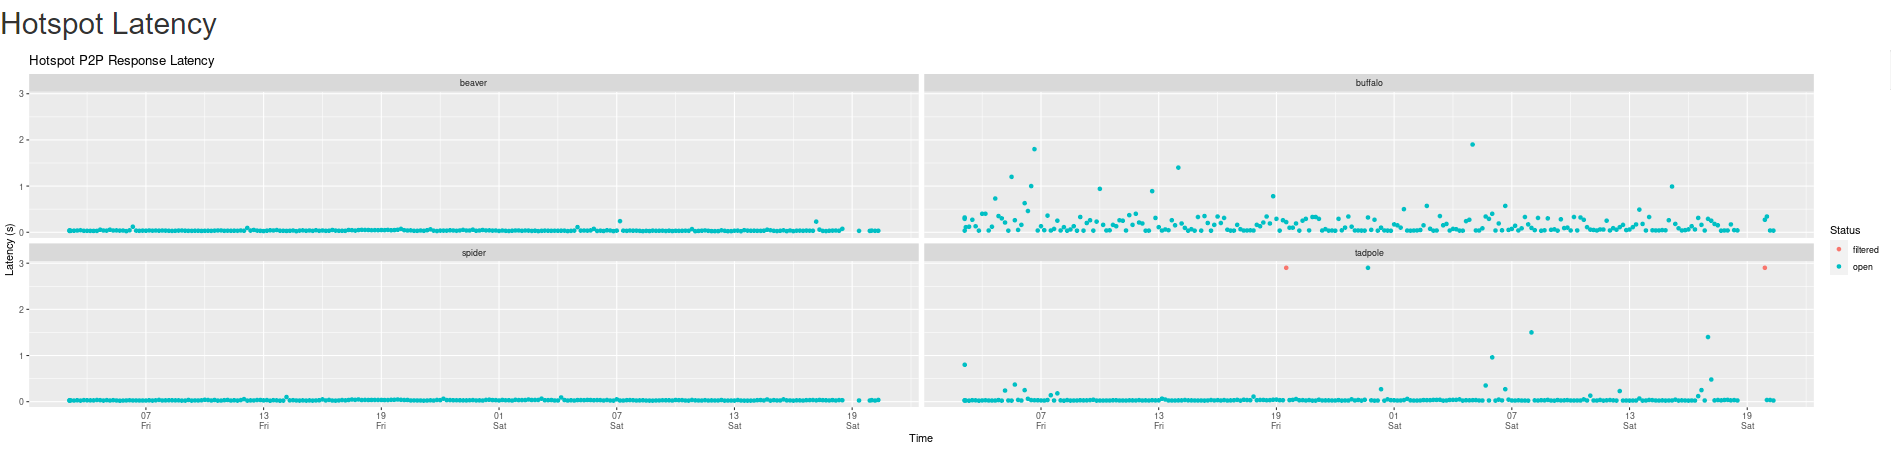 Hotspot Latency
Hotspot P2P Response Latency
beaver
buffalo
3
2
1
0
spider
tadpole
3
2
1
0
Latency (s)
07 13 19 01 07 13 19 07 13 19 01 07 13 19
Fri Fri Fri Sat Sat Sat Sat Fri Fri Fri Sat Sat Sat Sat
Time
Status
filtered
open